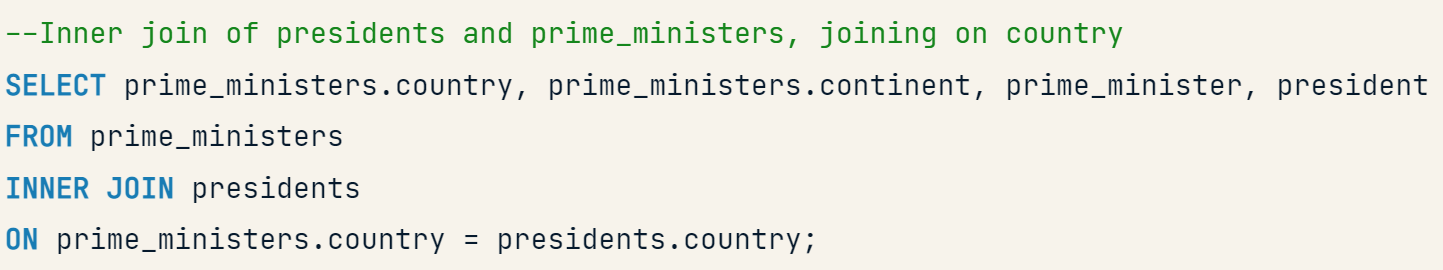 --Inner join of presidents and prime_ministers, joining on country
SELECT prime_ministers.country, prime_ministers.continent, prime_minister, president
FROM prime_ministers
INNER JOIN presidents
ON prime_ministers.country = presidents.country;